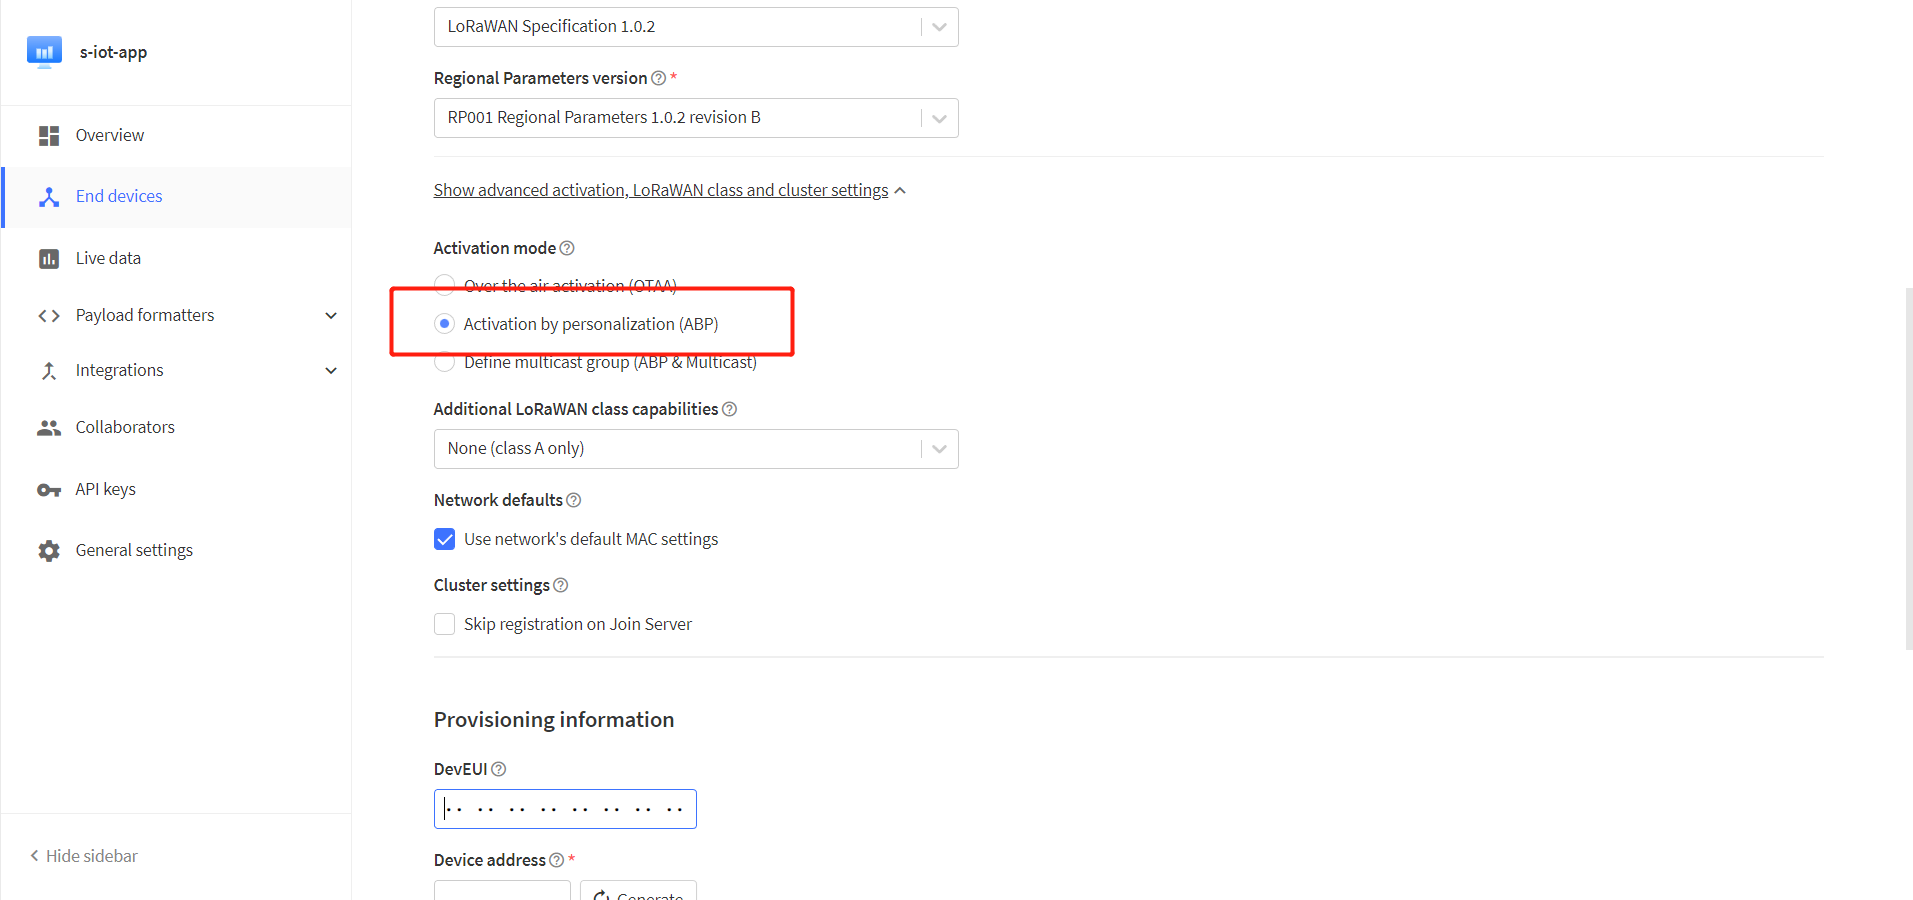 s-iot-app
Overview
End devices
Live data
Payload formatters
Integrations
Collaborators
API keys
General settings
Hide sidebar
LoRaWAN Specification 1.0.2
Regional Parameters version *
RP001 Regional Parameters 1.0.2 revision B
Show advanced activation, LoRaWAN class and cluster settings
Activation mode
Over the air activation (OTAA)
Activation by personalization (ABP)
Define multicast group (ABP & Multicast)
Additional LoRaWAN class capabilities
None (class A only)
Network defaults
Use network's default MAC settings
Cluster settings
Skip registration on Join Server
Provisioning information
DevEUI
·· ·· ·· ·· ·· ·· ·· ··
Device address *
Generate